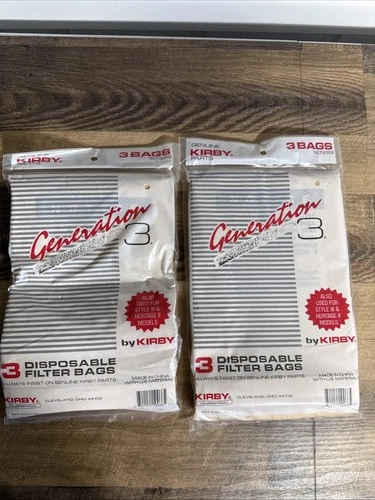 KIRBY.
3 BAGS
Generation
3
ALSO
USED FOR
STYLE III &
HERITAGE II
MODELS
by KIRBY.
3 DISPOSABLE
FILTER BAGS
ALWAYS INSIST ON GENUINE KIRBY PARTS
MADE IN CHINA
WITH U.S MATERIAL
KIRBY.
CLEVELAND, OHIO 44102
GENUINE
KIRBY.
PARTS
3 BAGS
Generation
3
ALSO
USED FOR
STYLE III &
HERITAGE II
MODELS
by KIRBY.
3 DISPOSABLE
FILTER BAGS
ALWAYS INSIST ON GENUINE KIRBY PARTS
MADE IN CHINA
WITH U.S MATERIAL
KIRBY.
CLEVELAND, OHIO 44102